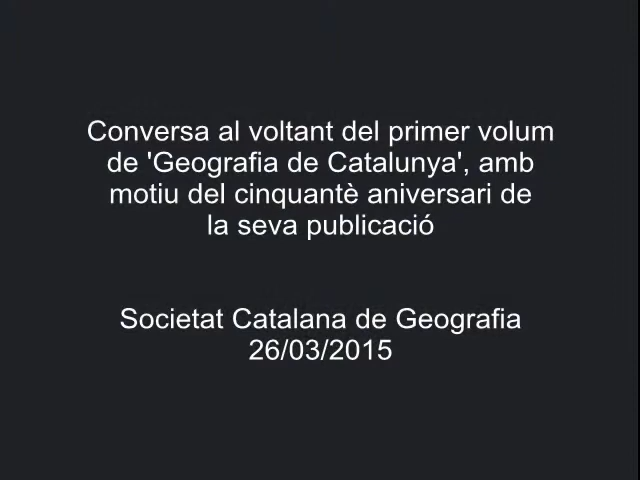 Conversa al voltant del primer volum
de 'Geografia de Catalunya', amb
motiu del cinquantè aniversari de
la seva publicació
Societat Catalana de Geografia
26/03/2015